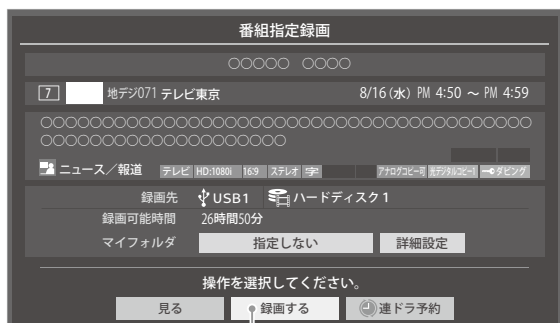 番組指定録画
○○○○○ ○○○○
7 地デジ071 テレビ東京 8/16(水) PM 4:50 ~ PM 4:59
○○○○○○○○○○○○○○○○○○○○○○○○○○○○○○○○○○
○○○○○○○○○○○○○○○○○
ニュース/報道 テレビ HD:1080i 16:9 ステレオ 字 アナログコピー可 光デジタルコピー1 ダビング
録画先 USB1 ハードディスク1
録画可能時間 26時間50分
マイフォルダ 指定しない 詳細設定
操作を選択してください。
見る 録画する 連ドラ予約